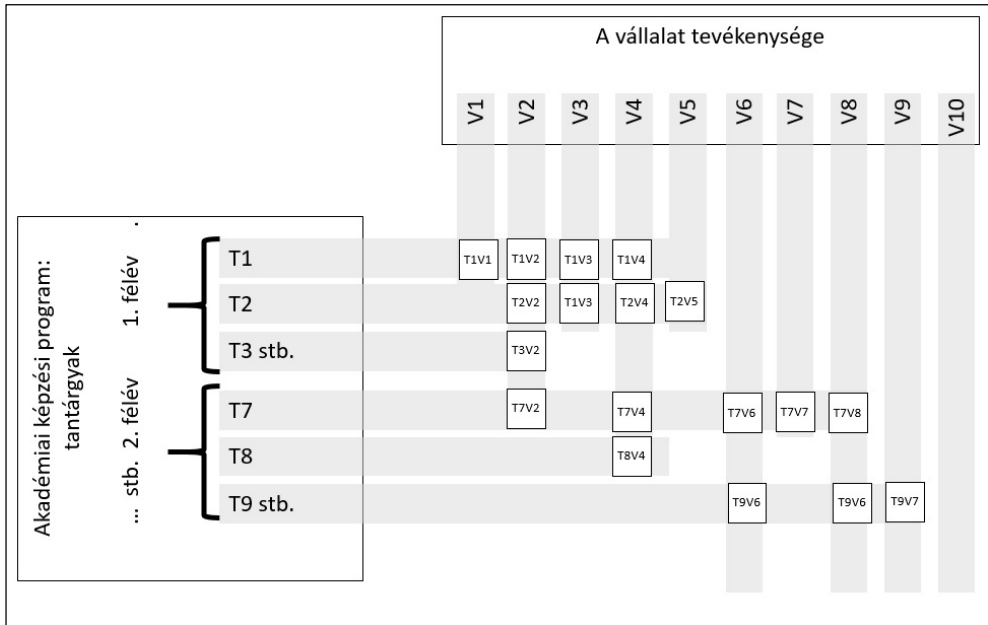 A vállalat tevékenysége
V1 V2 V3 V4 V5 V6 V7 V8 V9 V10
Akadémiai képzési program:
tantárgyak
... stb. 2. félév 1. félév .
T1 T1V1 T1V2 T1V3 T1V4
T2 T2V2 T1V3 T2V4 T2V5
T3 stb. T3V2
T7 T7V2 T7V4 T7V6 T7V7 T7V8
T8 T8V4
T9 stb. T9V6 T9V6 T9V7